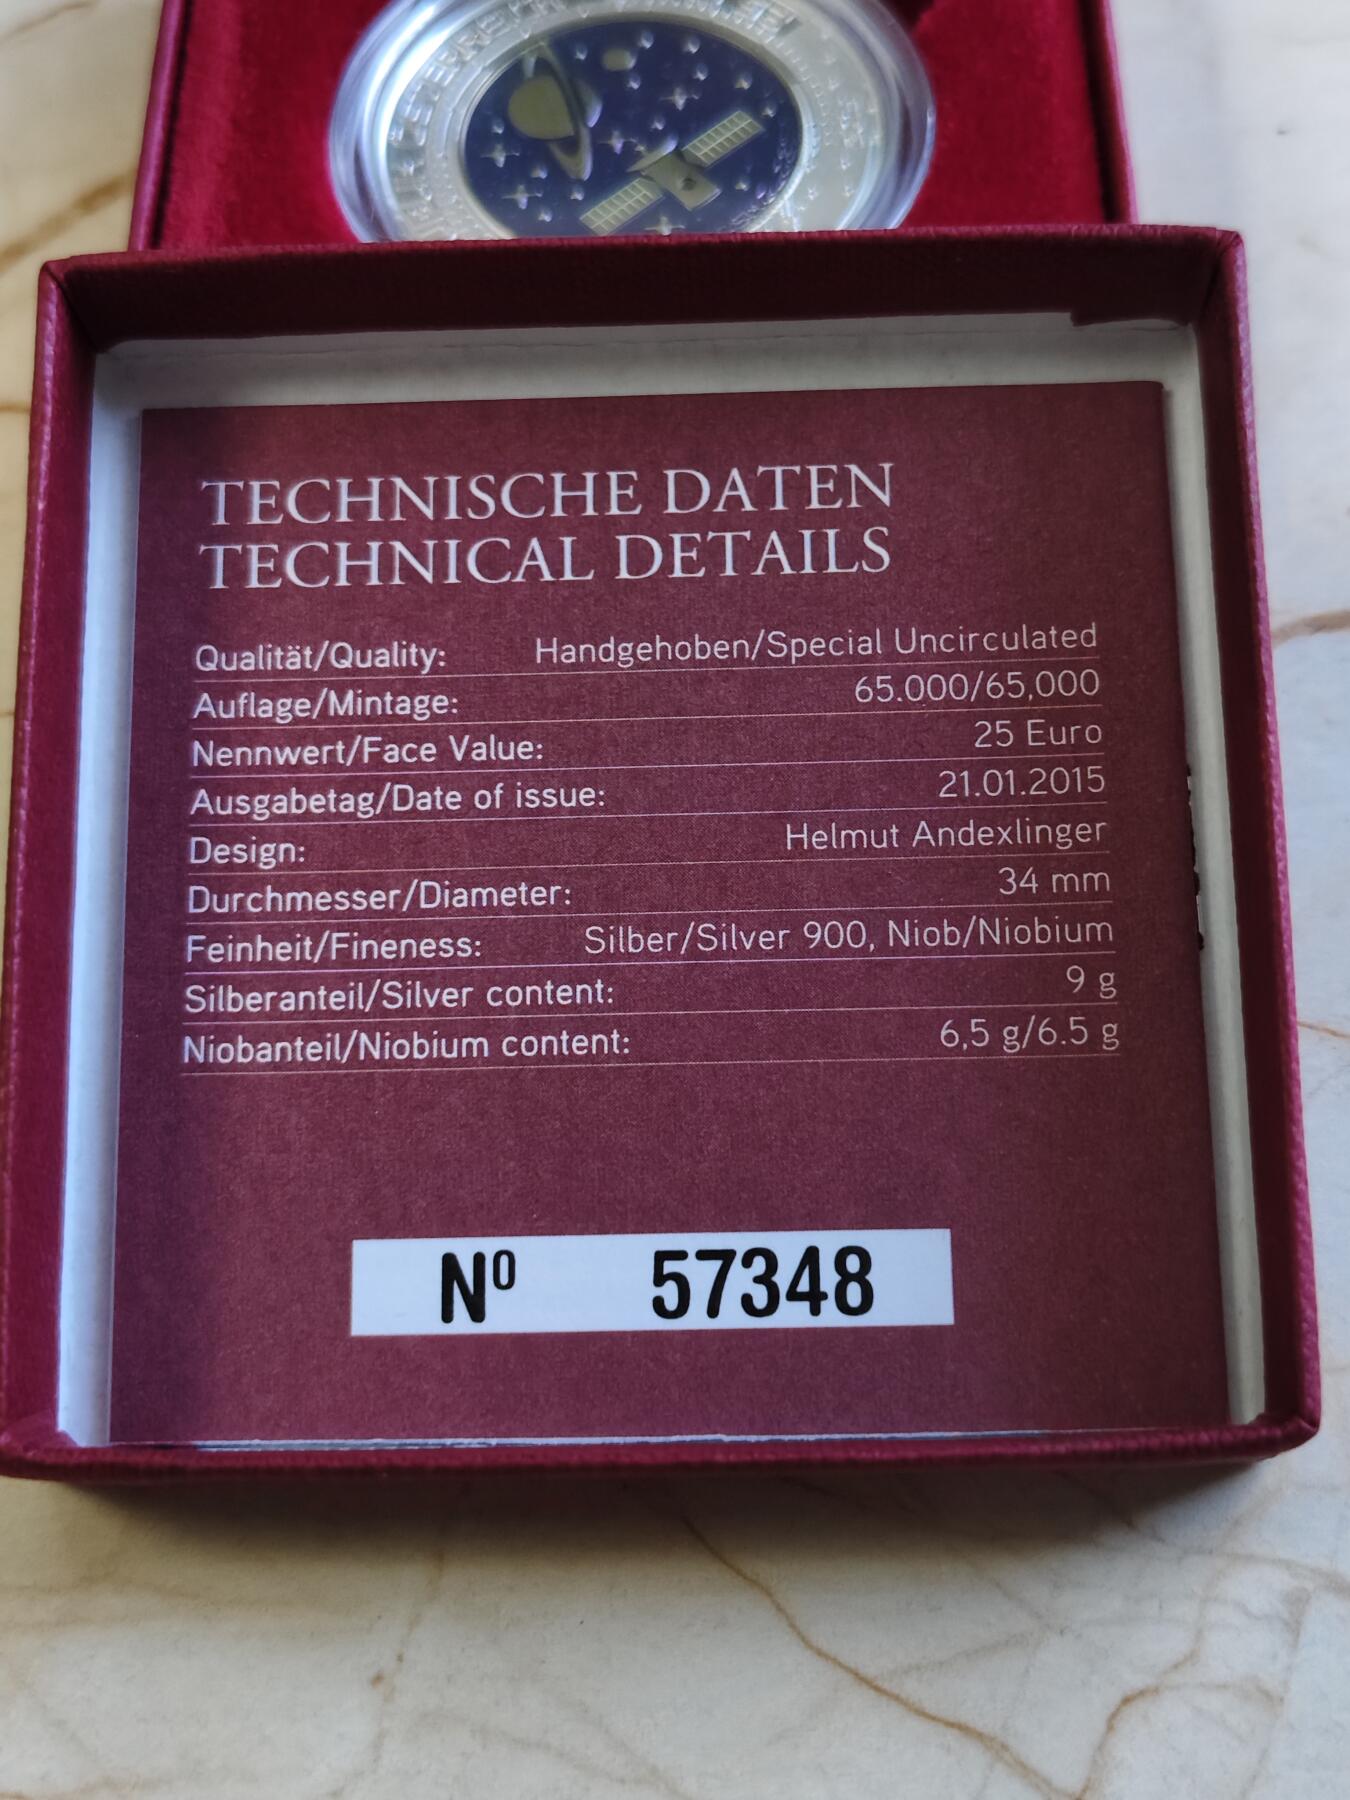 TECHNISCHE DATEN
TECHNICAL DETAILS
Qualität/Quality: Handgehoben/Special Uncirculated
Auflage/Mintage: 65.000/65,000
Nennwert/Face Value: 25 Euro
Ausgabetag/Date of issue: 21.01.2015
Design: Helmut Andexlinger
Durchmesser/Diameter: 34 mm
Feinheit/Fineness: Silber/Silver 900, Niob/Niobium
Silberanteil/Silver content: 9 g
Niobanteil/Niobium content: 6,5 g/6.5 g
Nº 57348